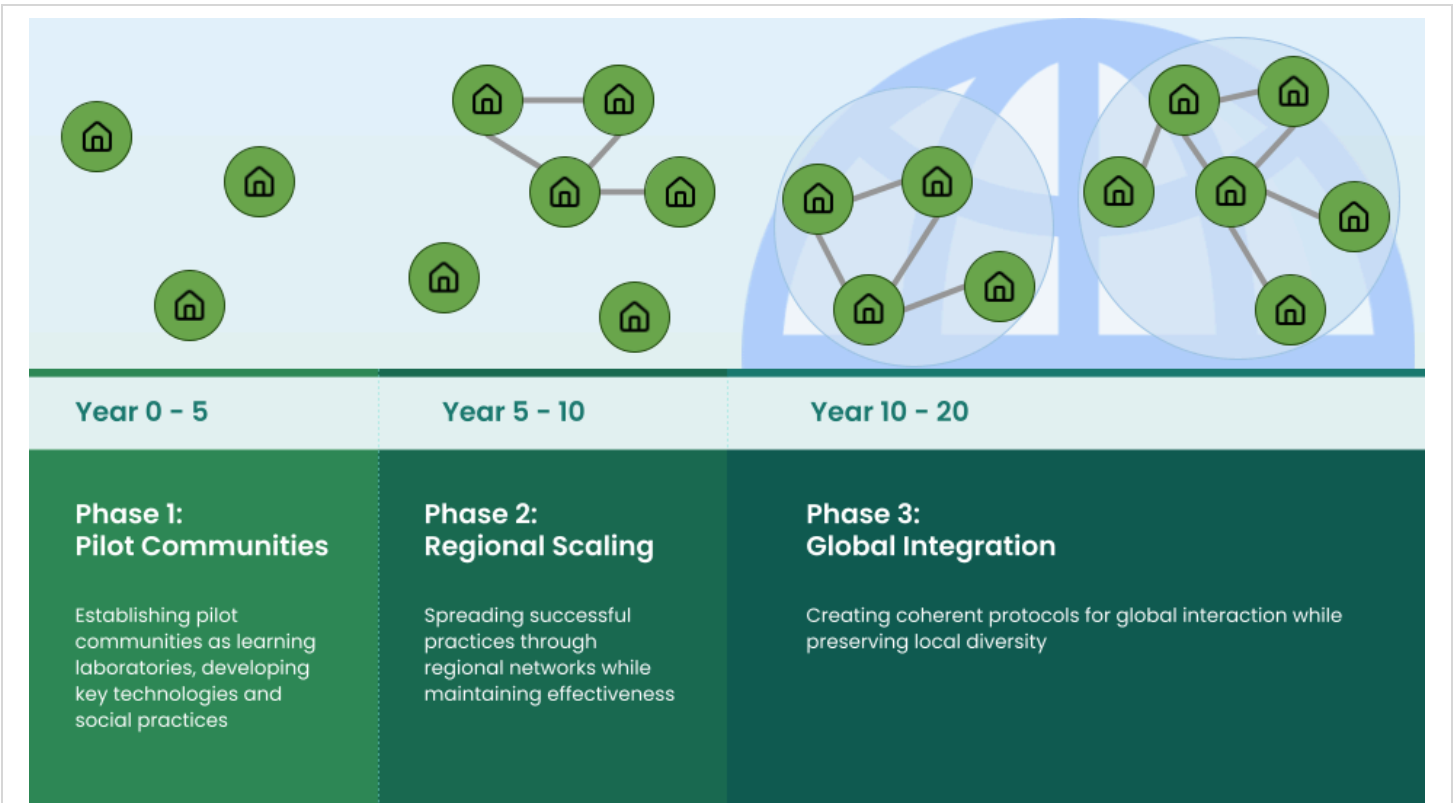 Year 0 - 5
Year 5 - 10
Year 10 - 20
Phase 1:
Pilot Communities
Establishing pilot
communities as learning
laboratories, developing
key technologies and
social practices
Phase 2:
Regional Scaling
Spreading successful
practices through
regional networks while
maintaining effectiveness
Phase 3:
Global Integration
Creating coherent protocols for global interaction while
preserving local diversity